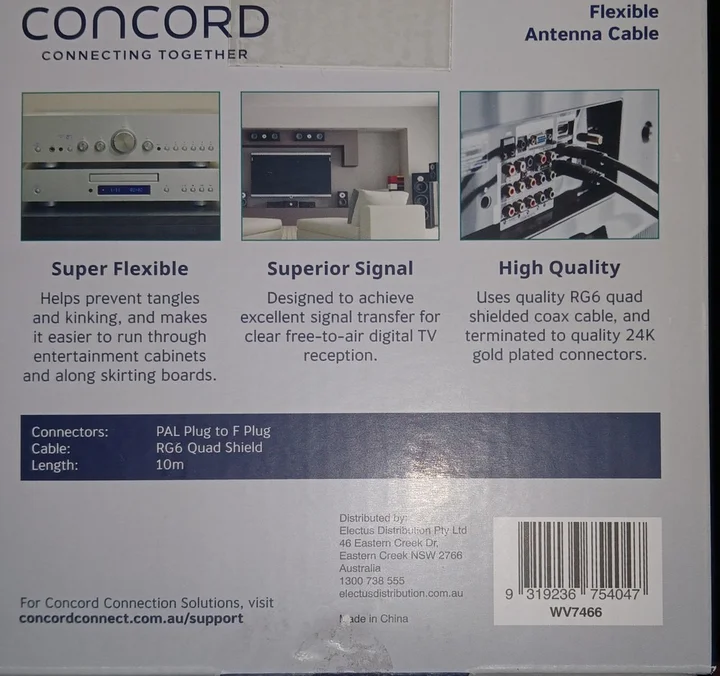 CONCORD
CONNECTING TOGETHER
Flexible
Antenna Cable
Super Flexible
Helps prevent tangles
and kinking, and makes
it easier to run through
entertainment cabinets
and along skirting boards.
Superior Signal
Designed to achieve
excellent signal transfer for
clear free-to-air digital TV
reception.
High Quality
Uses quality RG6 quad
shielded coax cable, and
terminated to quality 24K
gold plated connectors.
Connectors: PAL Plug to F Plug
Cable: RG6 Quad Shield
Length: 10m
Distributed by:
Electus Distribution Pty Ltd
46 Eastern Creek Dr,
Eastern Creek NSW 2766
Australia
1300 738 555
electusdistribution.com.au
Made in China
For Concord Connection Solutions, visit
concordconnect.com.au/support
9 319236 754047
WV7466